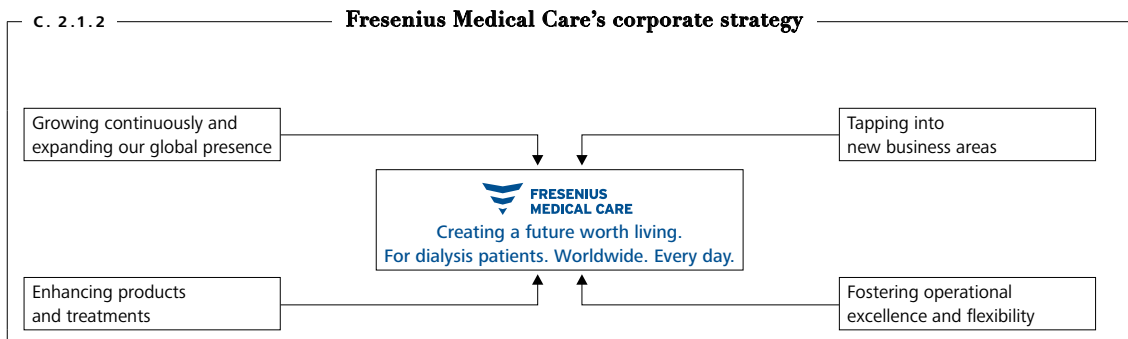 C. 2.1.2
Fresenius Medical Care’s corporate strategy
Growing continuously and
expanding our global presence
Tapping into
new business areas
FRESENIUS
MEDICAL CARE
Creating a future worth living.
For dialysis patients. Worldwide. Every day.
Enhancing products
and treatments
Fostering operational
excellence and flexibility